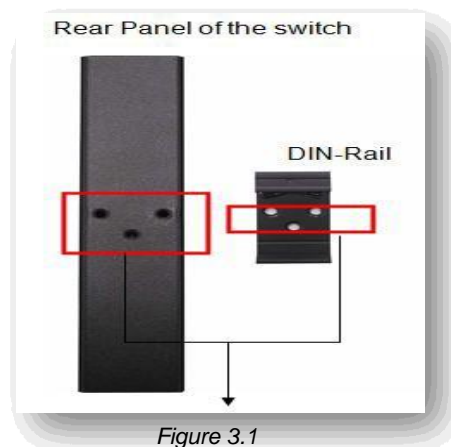 Rear Panel of the switch
DIN-Rail
Figure 3.1